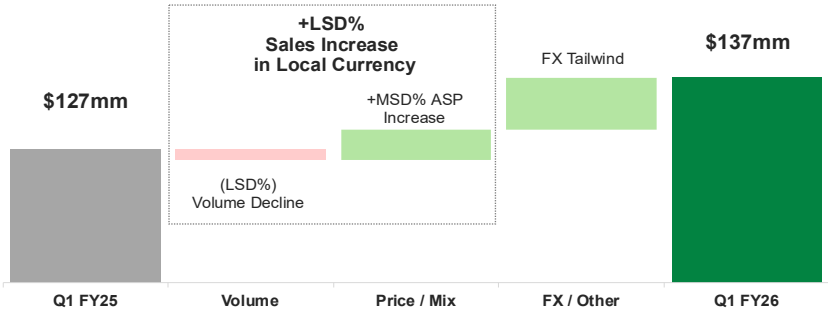 +LSD%
Sales Increase
in Local Currency
$127mm
(LSD%)
Volume Decline
+MSD% ASP
Increase
FX Tailwind
$137mm
Q1 FY25
Volume
Price / Mix
FX / Other
Q1 FY26